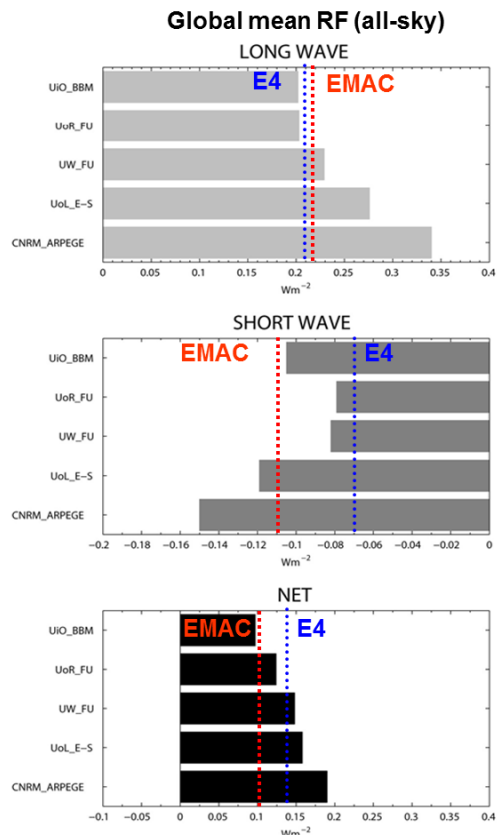 Global mean RF (all-sky)
LONG WAVE
E4
EMAC
UiO_BBM
UoR_FU
UW_FU
UoL_E-S
CNRM_ARPEGE
0 0.05 0.1 0.15 0.2 0.25 0.3 0.35 0.4
Wm-2
SHORT WAVE
EMAC
E4
UiO_BBM
UoR_FU
UW_FU
UoL_E-S
CNRM_ARPEGE
-0.2 -0.18 -0.16 -0.14 -0.12 -0.1 -0.08 -0.06 -0.04 -0.02 0
Wm-2
NET
EMAC
E4
UiO_BBM
UoR_FU
UW_FU
UoL_E-S
CNRM_ARPEGE
-0.1 -0.05 0 0.05 0.1 0.15 0.2 0.25 0.3 0.35 0.4
Wm-2